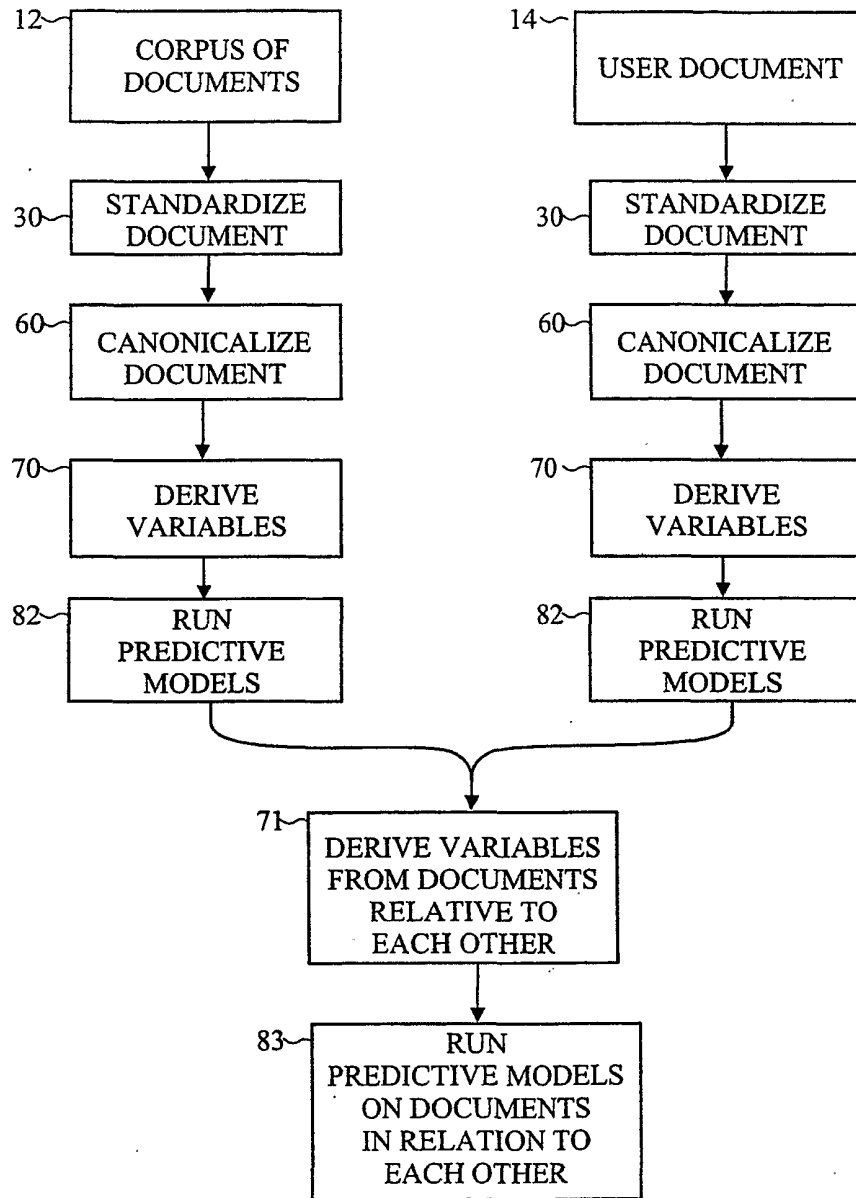 12
CORPUS OF
DOCUMENTS
14
USER DOCUMENT
30
STANDARDIZE
DOCUMENT
30
STANDARDIZE
DOCUMENT
60
CANONICALIZE
DOCUMENT
60
CANONICALIZE
DOCUMENT
70
DERIVE
VARIABLES
70
DERIVE
VARIABLES
82
RUN
PREDICTIVE
MODELS
82
RUN
PREDICTIVE
MODELS
71
DERIVE VARIABLES
FROM DOCUMENTS
RELATIVE TO
EACH OTHER
83
RUN
PREDICTIVE MODELS
ON DOCUMENTS
IN RELATION TO
EACH OTHER